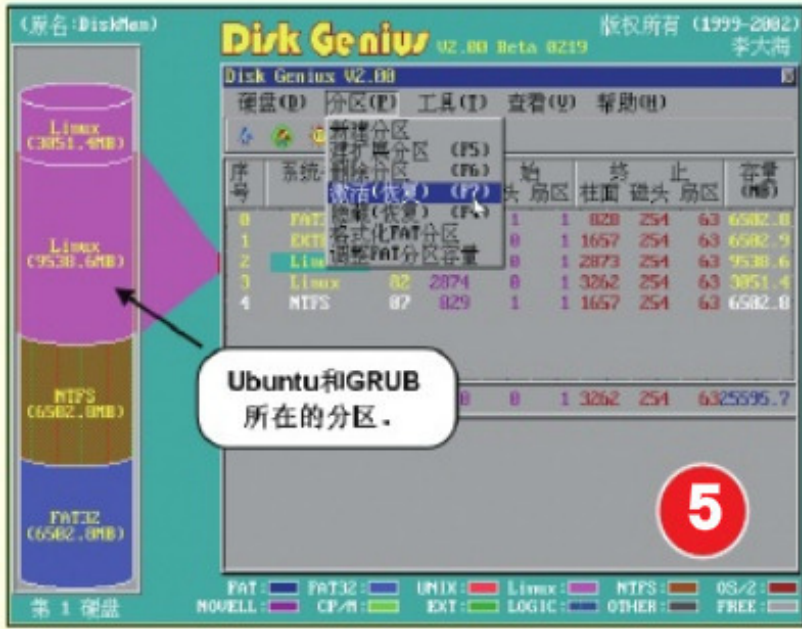 (原名:DiskMan)
Disk Genius V2.00 Beta 0219
版权所有 (1999-2002)
李大海
Disk Genius V2.00
硬盘(D) 分区(P) 工具(T) 查看(V) 帮助(H)
新建分区
建扩展分区 (F5)
删除分区 (F6)
激活(恢复) (F7)
隐藏(恢复)
格式化FAT分区
调整FAT分区容量
序号 系统 始 终 止 容量(MB)
头 扇区 柱面 磁头 扇区
0 FAT 1 1 828 254 63 6502.8
1 EXT 0 1 1657 254 63 6502.9
2 Linu 0 1 2873 254 63 9538.6
3 Linux 82 2874 0 1 3262 254 63 3051.4
4 NTFS 07 829 1 1 1657 254 63 6502.8
0 0 1 3262 254 63 25595.7
Linux
(3051.4MB)
Linux
(9538.6MB)
NTFS
(6502.8MB)
FAT32
(6502.8MB)
第 1 硬盘
Ubuntu和GRUB
所在的分区.
5
FAT: FAT32: UNIX: Linux: NTFS: OS/2:
NOVELL: CP/M: EXT: LOGIC: OTHER: FREE: